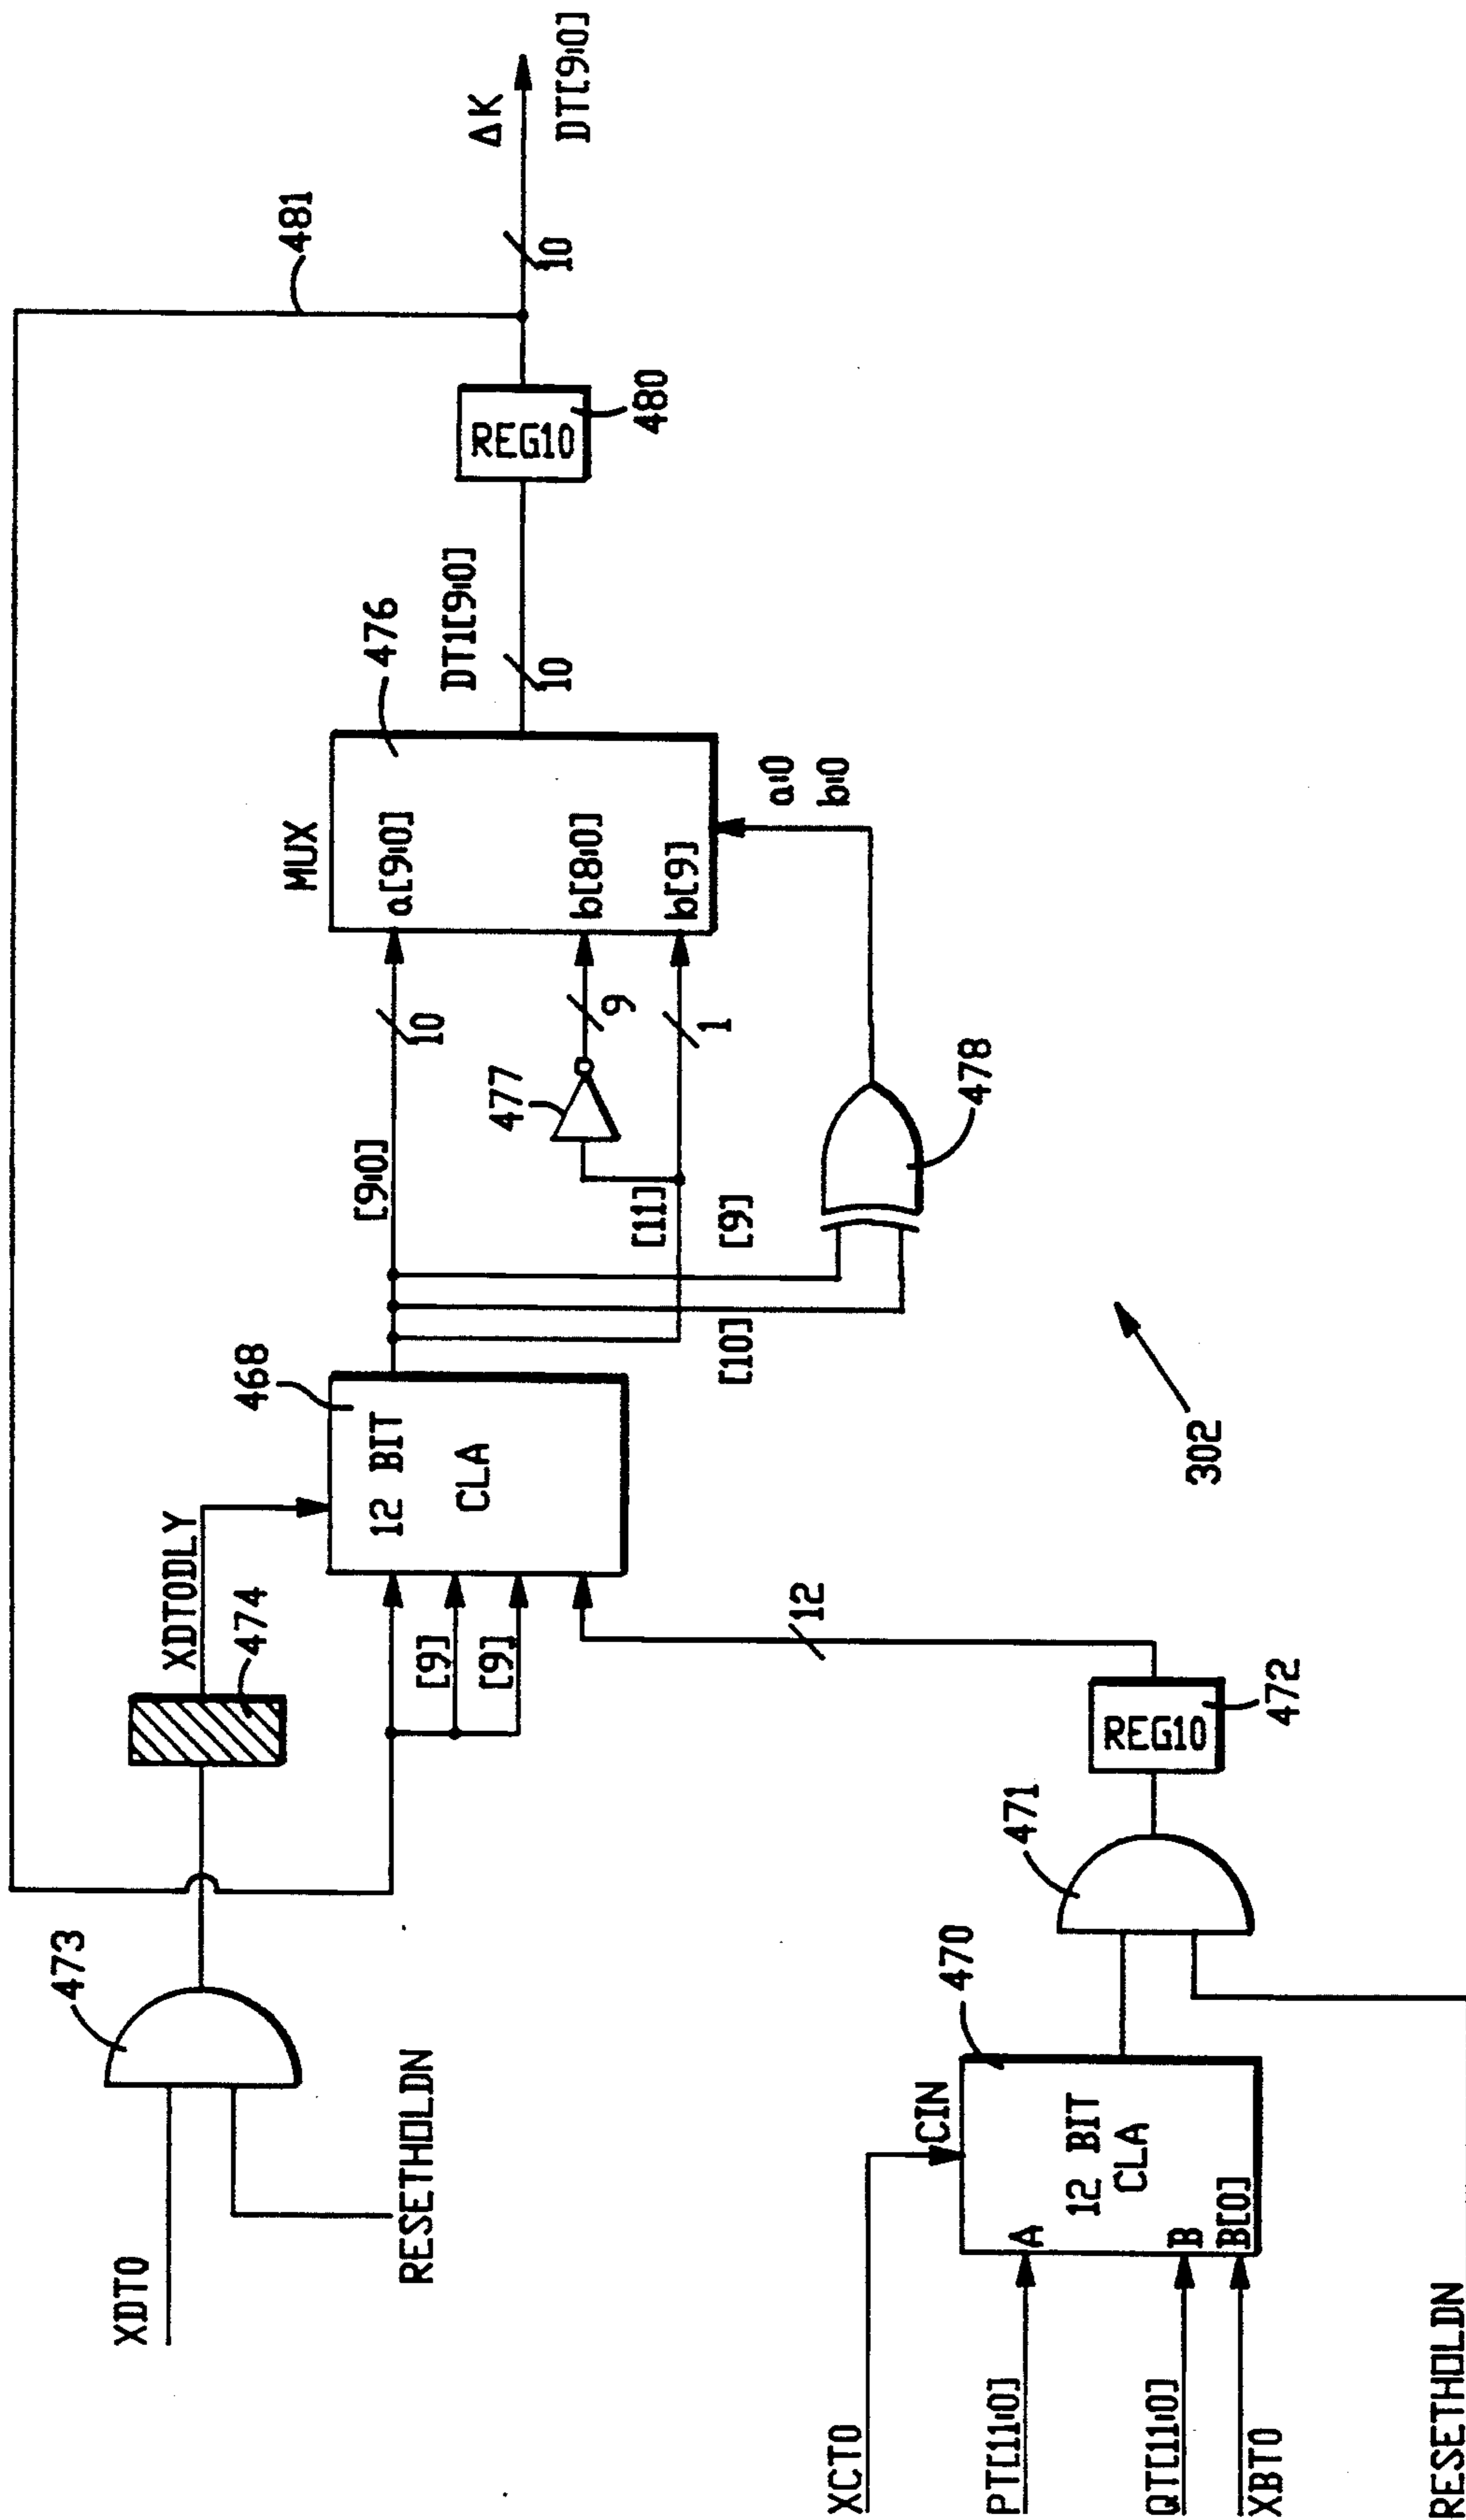 XDT0
RESETHOLDN
473
474
XDTODLY
468
12 BIT
CLA
[9]
[9]
[9:0]
10
[11]
[9]
[10]
477
9
1
478
MUX
a[9:0]
b[8:0]
b[9]
a:0
b:0
476
DT1[9:0]
10
REG10
480
481
10
ΔK
DT[9:0]
XCT0
CIN
PT[11:0]
QT[11:0]
XBT0
A
12 BIT
CLA
B
B[0]
470
RESETHOLDN
471
REG10
472
12
302